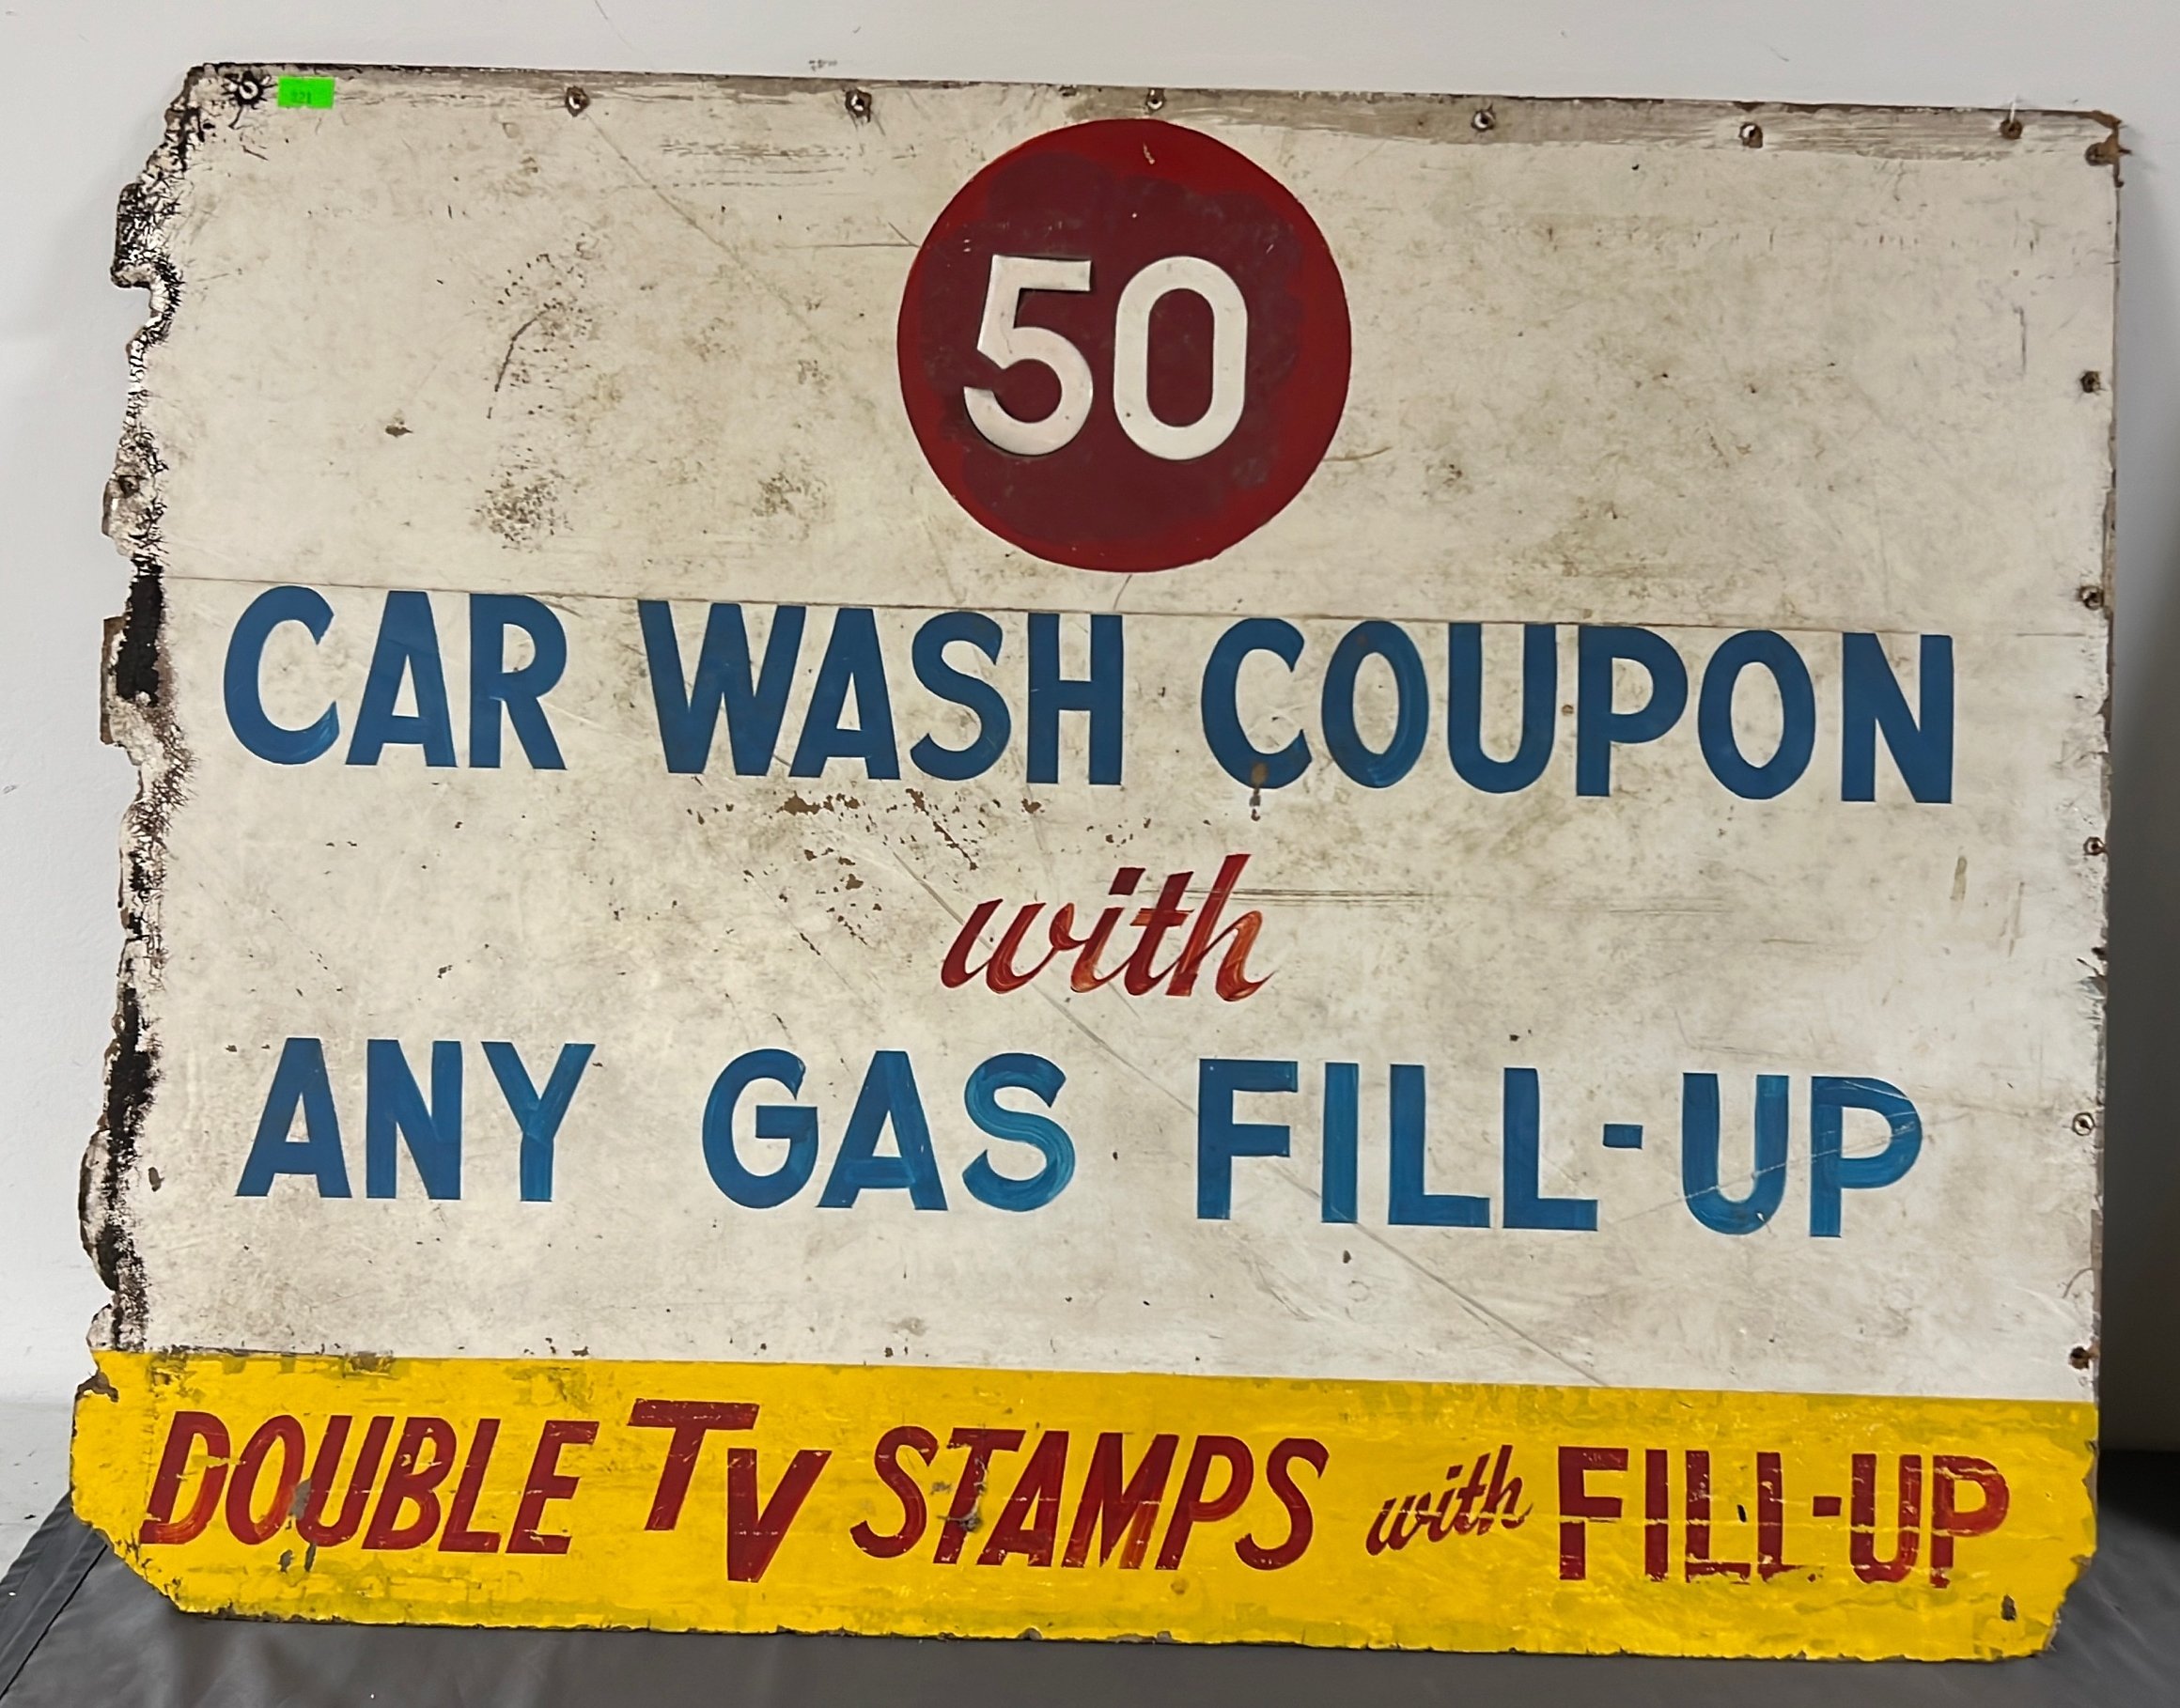 50
CAR WASH COUPON
with
ANY GAS FILL-UP
DOUBLE TV STAMPS with FILL-UP